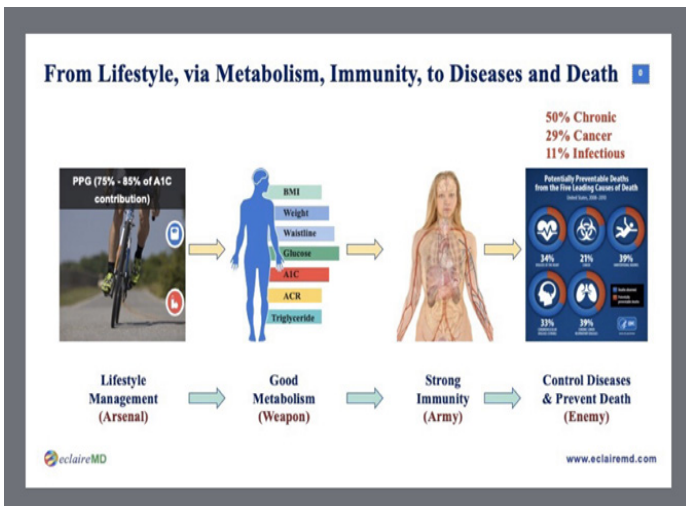 From Lifestyle, via Metabolism, Immunity, to Diseases and Death
50% Chronic
29% Cancer
11% Infectious
PPG (75% - 85% of A1C
contribution)
BMI
Weight
Waistline
Glucose
A1C
ACR
Triglyceride
Potentially Preventable Deaths
from the Five Leading Causes of Death
34%
21%
39%
33%
39%
Lifestyle
Management
(Arsenal)
Good
Metabolism
(Weapon)
Strong
Immunity
(Army)
Control Diseases
& Prevent Death
(Enemy)
eclaireMD
www.eclairemd.com